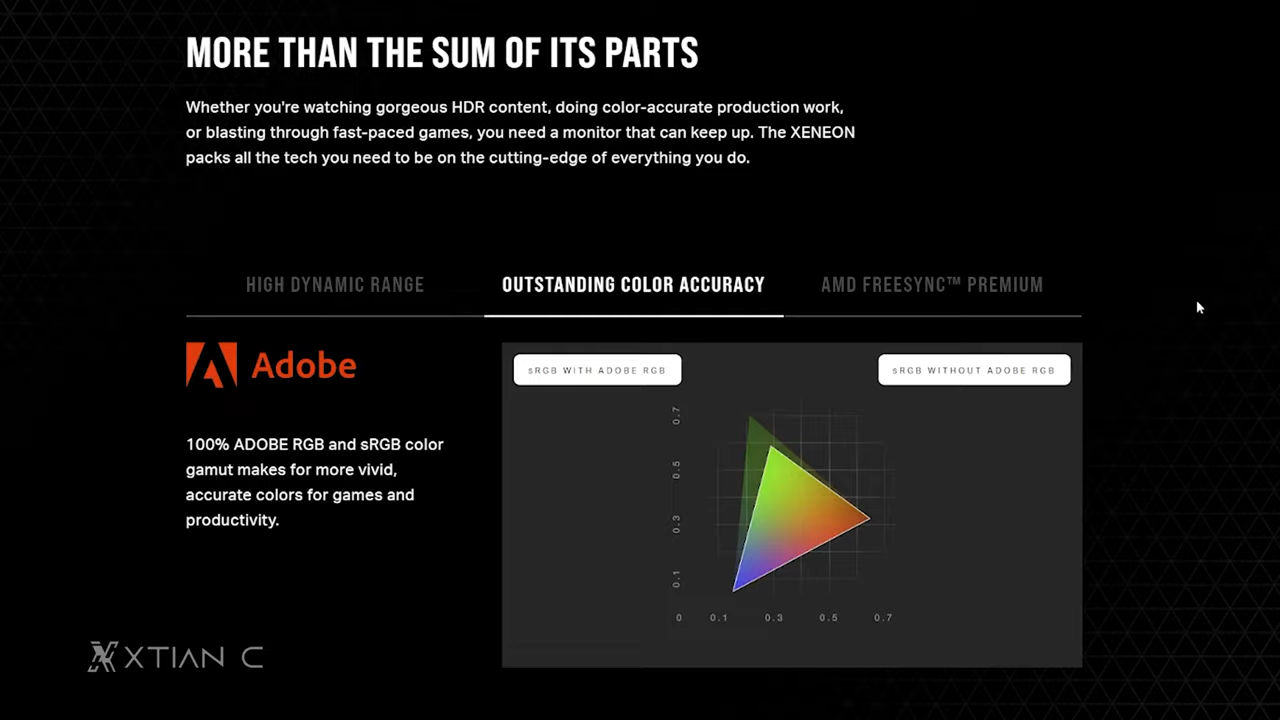 MORE THAN THE SUM OF ITS PARTS
Whether you're watching gorgeous HDR content, doing color-accurate production work,
or blasting through fast-paced games, you need a monitor that can keep up. The XENEON
packs all the tech you need to be on the cutting-edge of everything you do.
HIGH DYNAMIC RANGE
OUTSTANDING COLOR ACCURACY
AMD FREESYNC™ PREMIUM
Adobe
100% ADOBE RGB and sRGB color
gamut makes for more vivid,
accurate colors for games and
productivity.
sRGB WITH ADOBE RGB
sRGB WITHOUT ADOBE RGB
0.7
0.5
0.3
0.1
0 0.1 0.3 0.5 0.7
XTIAN C